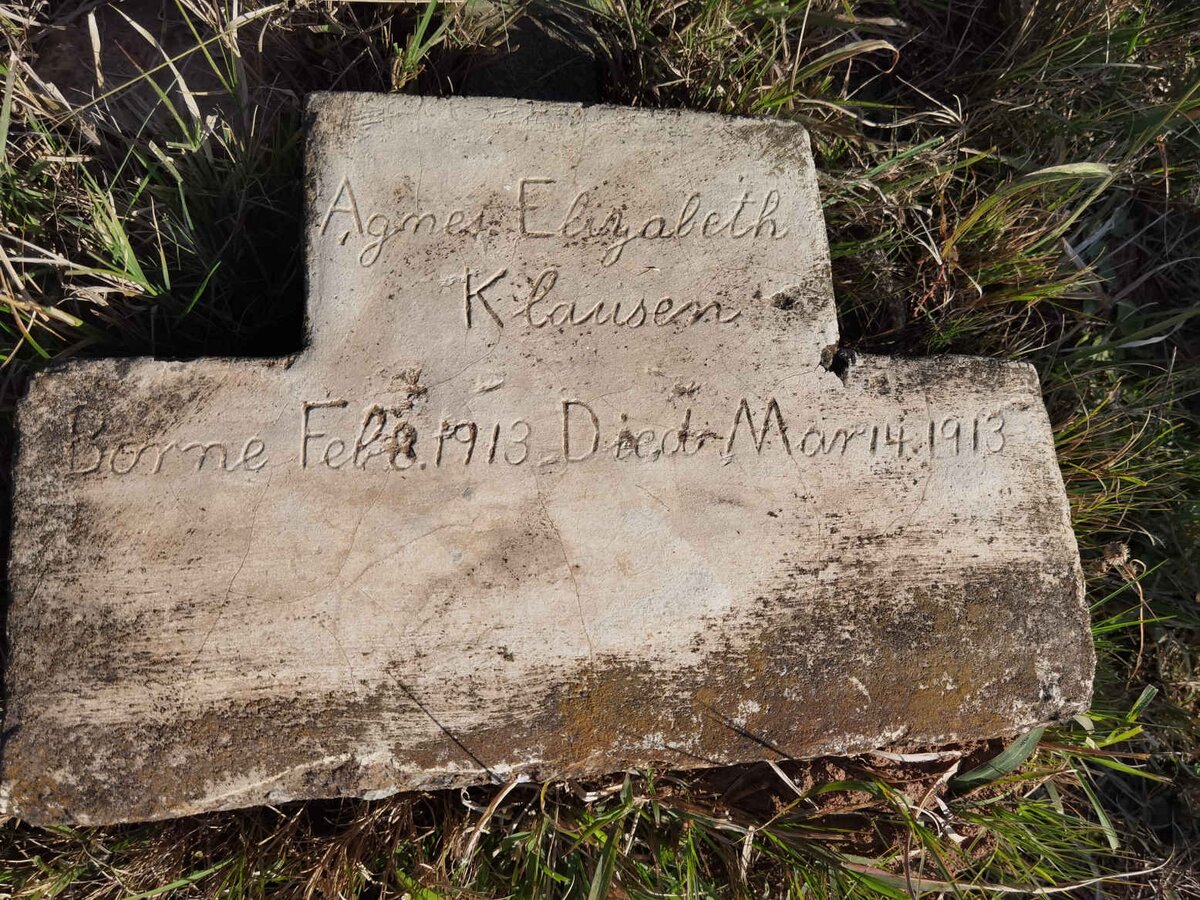 Agnes Elizabeth
Klausen
Borne Feb 8. 1913 Died Mar 14. 1913